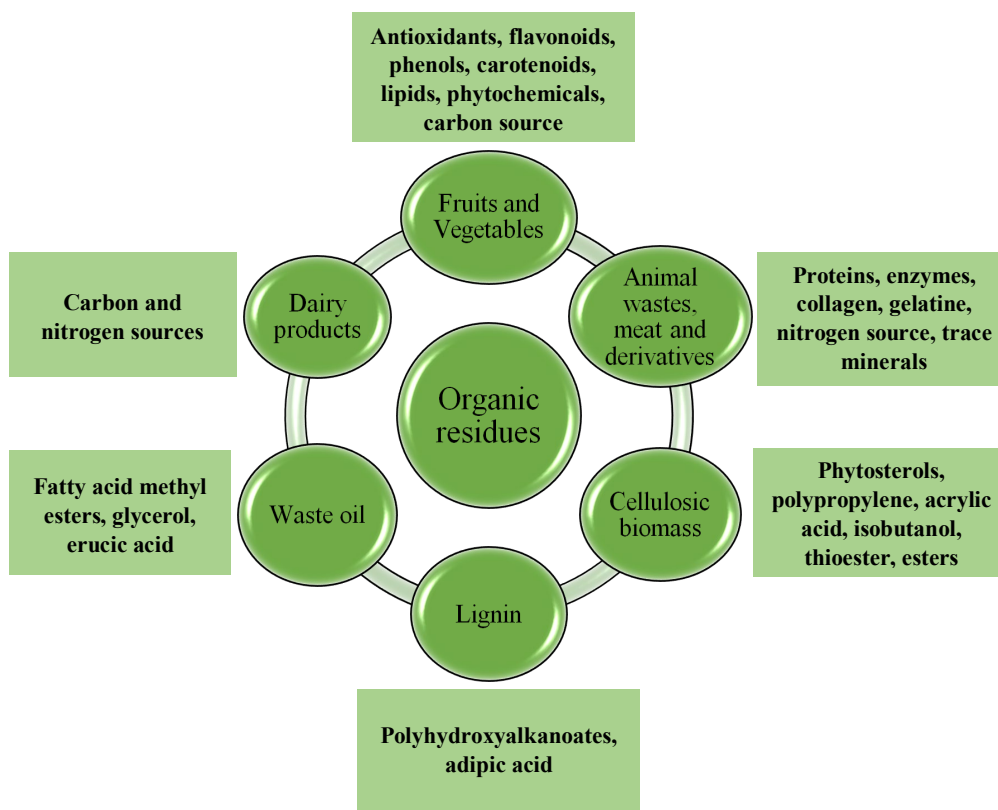 Antioxidants, flavonoids,
phenols, carotenoids,
lipids, phytochemicals,
carbon source
Fruits and
Vegetables
Animal
wastes,
meat and
derivatives
Proteins, enzymes,
collagen, gelatine,
nitrogen source, trace
minerals
Cellulosic
biomass
Phytosterols,
polypropylene, acrylic
acid, isobutanol,
thioester, esters
Lignin
Polyhydroxyalkanoates,
adipic acid
Waste oil
Fatty acid methyl
esters, glycerol,
erucic acid
Dairy
products
Carbon and
nitrogen sources
Organic
residues